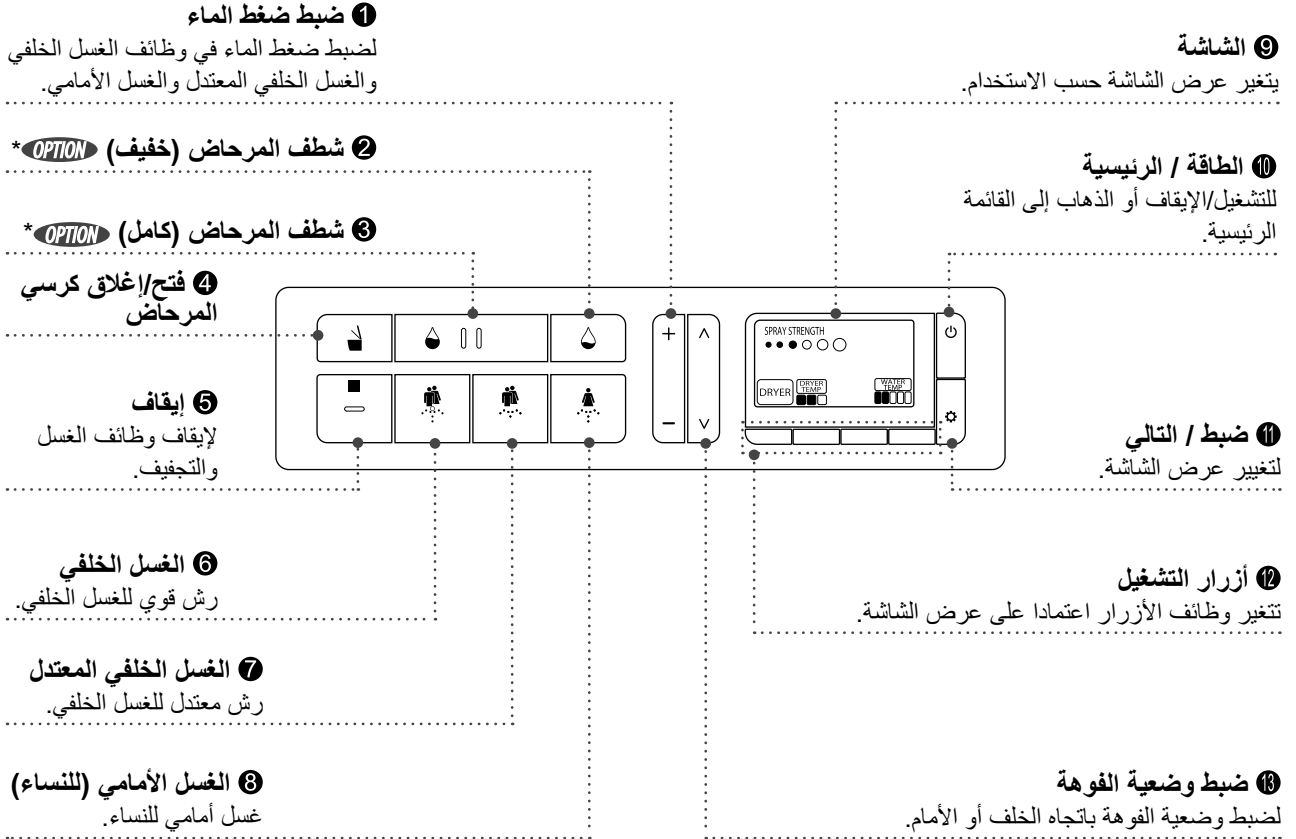 ❶ ضبط ضغط الماء
لضبط ضغط الماء في وظائف الغسل الخلفي
والغسل الخلفي المعتدل والغسل الأمامي.
❷ شطف المرحاض (خفيف) OPTION*
❸ شطف المرحاض (كامل) OPTION*
❹ فتح/إغلاق كرسي
المرحاض
❺ إيقاف
لإيقاف وظائف الغسل
والتجفيف.
❻ الغسل الخلفي
رش قوي للغسل الخلفي.
❼ الغسل الخلفي المعتدل
رش معتدل للغسل الخلفي.
❽ الغسل الأمامي (للنساء)
غسل أمامي للنساء.
❾ الشاشة
يتغير عرض الشاشة حسب الاستخدام.
❿ الطاقة / الرئيسية
للتشغيل/الإيقاف أو الذهاب إلى القائمة
الرئيسية.
⓫ ضبط / التالي
لتغيير عرض الشاشة.
⓬ أزرار التشغيل
تتغير وظائف الأزرار اعتمادا على عرض الشاشة.
⓭ ضبط وضعية الفوهة
لضبط وضعية الفوهة باتجاه الخلف أو الأمام.
SPRAY STRENGTH
DRYER
DRYER
TEMP
WATER
TEMP